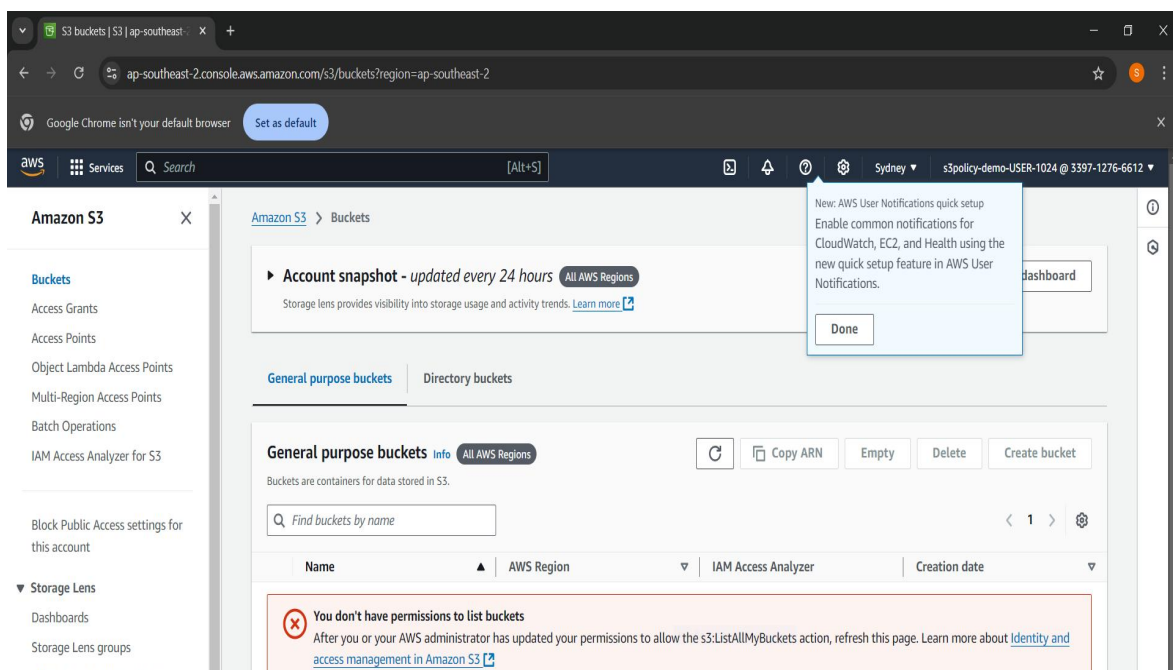 S3 buckets | S3 | ap-southeast-2
ap-southeast-2.console.aws.amazon.com/s3/buckets?region=ap-southeast-2
S
Google Chrome isn't your default browser
Set as default
aws
Services
Search
[Alt+S]
Sydney
s3policy-demo-USER-1024 @ 3397-1276-6612
New: AWS User Notifications quick setup
Enable common notifications for
CloudWatch, EC2, and Health using the
new quick setup feature in AWS User
Notifications.
Done
Amazon S3
Buckets
Access Grants
Access Points
Object Lambda Access Points
Multi-Region Access Points
Batch Operations
IAM Access Analyzer for S3
Block Public Access settings for
this account
Storage Lens
Dashboards
Storage Lens groups
Amazon S3 > Buckets
Account snapshot - updated every 24 hours All AWS Regions
Storage lens provides visibility into storage usage and activity trends. Learn more
dashboard
General purpose buckets
Directory buckets
General purpose buckets Info All AWS Regions
Buckets are containers for data stored in S3.
Copy ARN
Empty
Delete
Create bucket
Find buckets by name
1
Name
AWS Region
IAM Access Analyzer
Creation date
You don't have permissions to list buckets
After you or your AWS administrator has updated your permissions to allow the s3:ListAllMyBuckets action, refresh this page. Learn more about Identity and
access management in Amazon S3